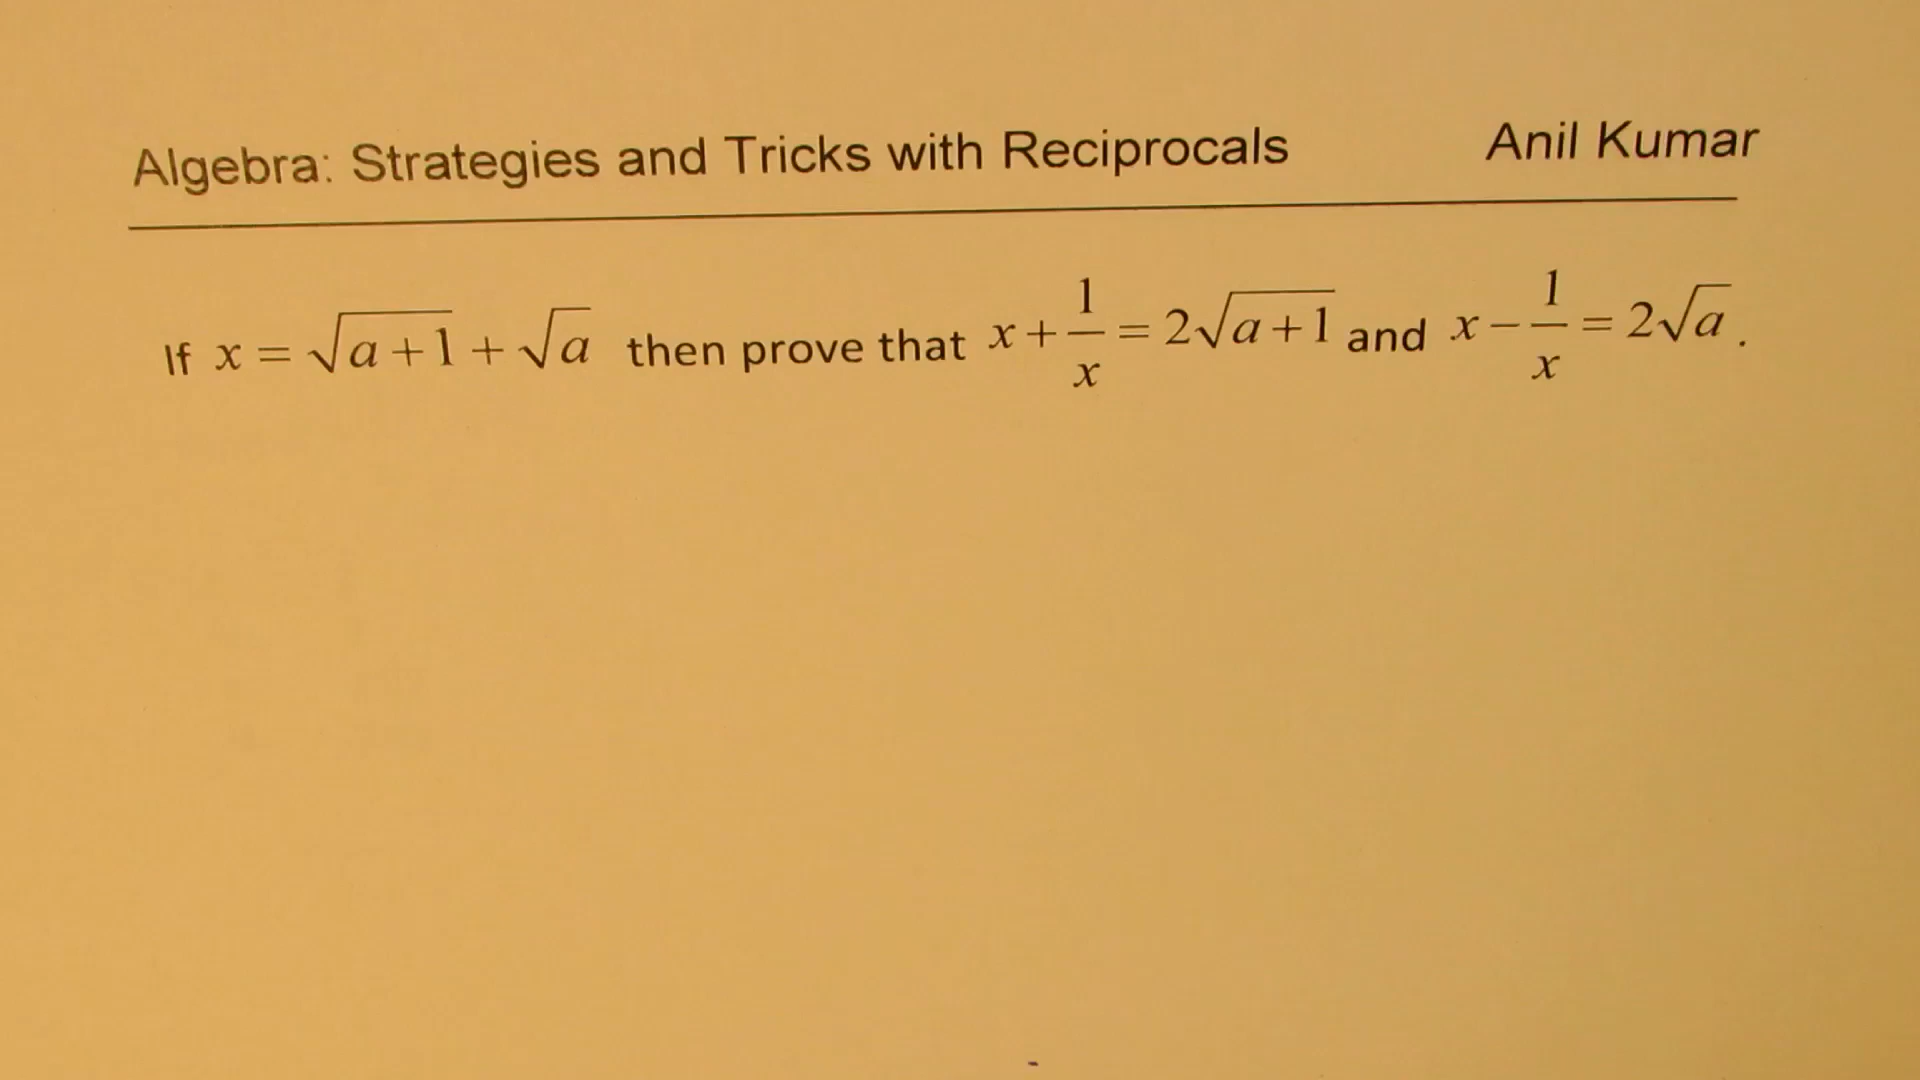 Algebra: Strategies and Tricks with Reciprocals Anil Kumar
If x = √(a+1) + √a then prove that x + 1/x = 2√(a+1) and x − 1/x = 2√a .